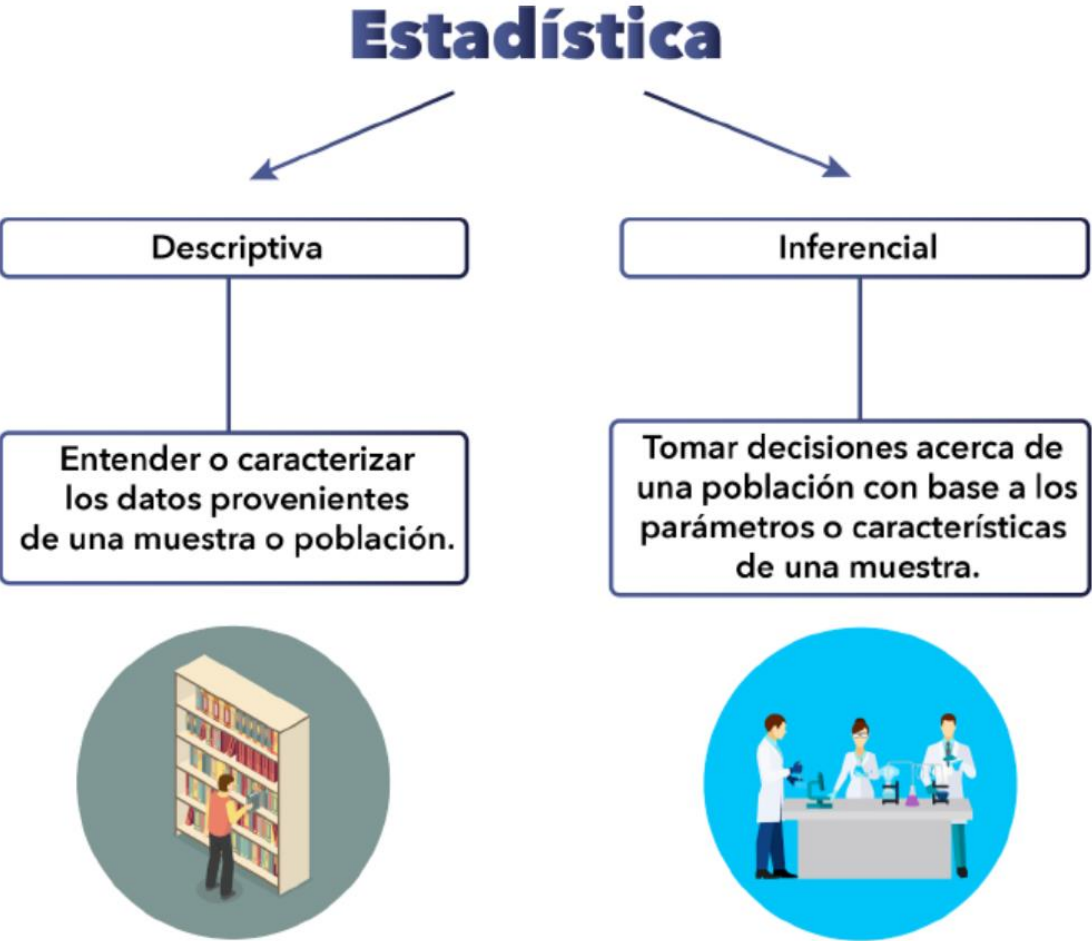 Estadística
Descriptiva
Inferencial
Entender o caracterizar
los datos provenientes
de una muestra o población.
Tomar decisiones acerca de
una población con base a los
parámetros o características
de una muestra.